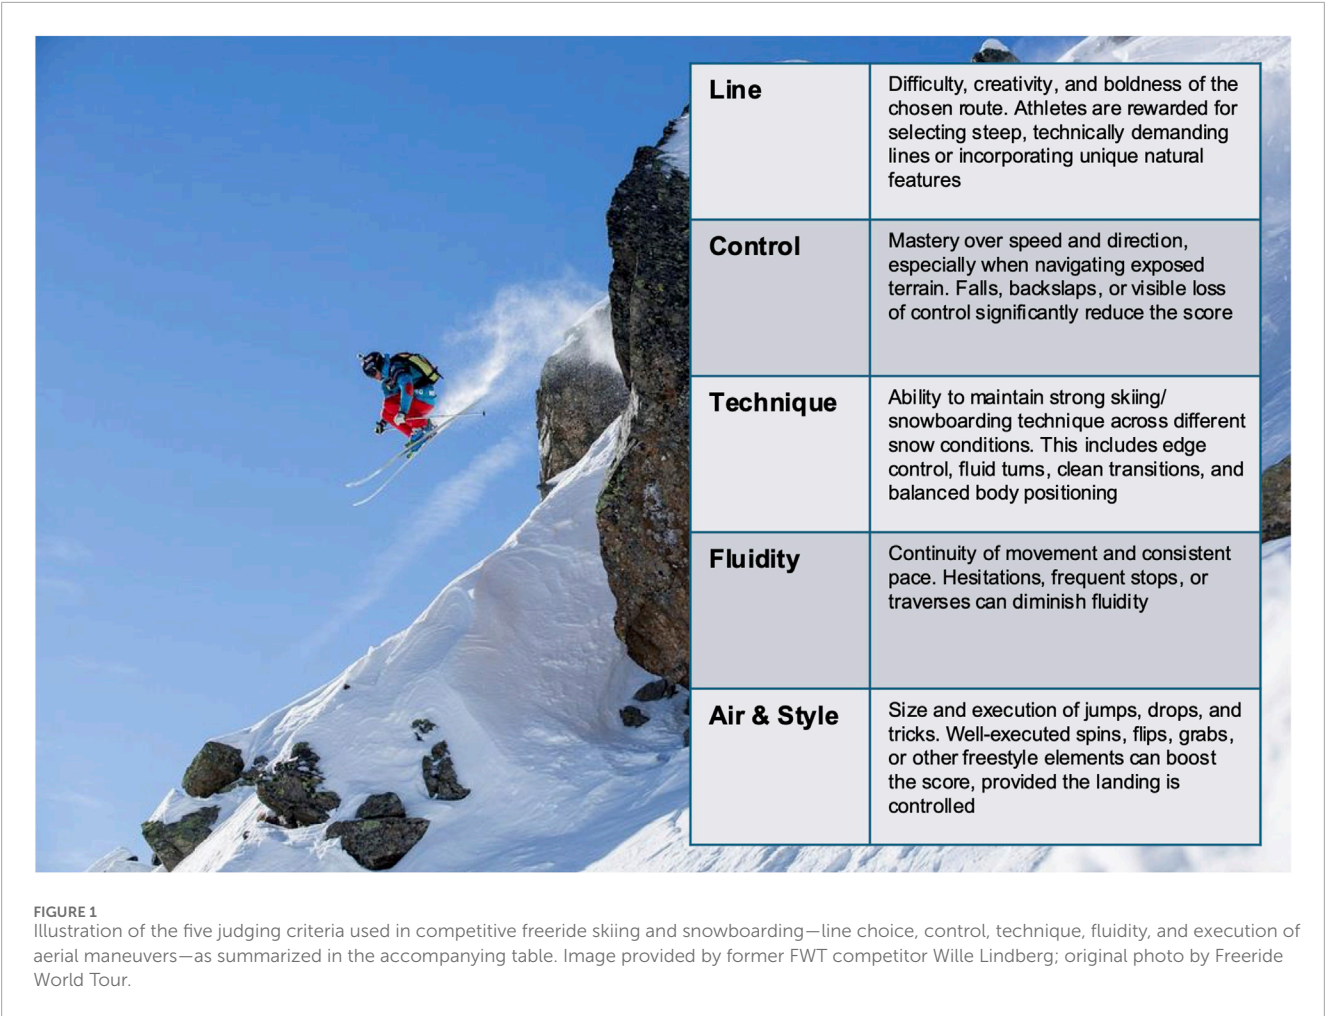 Line
Difficulty, creativity, and boldness of the
chosen route. Athletes are rewarded for
selecting steep, technically demanding
lines or incorporating unique natural
features
Control
Mastery over speed and direction,
especially when navigating exposed
terrain. Falls, backslaps, or visible loss
of control significantly reduce the score
Technique
Ability to maintain strong skiing/
snowboarding technique across different
snow conditions. This includes edge
control, fluid turns, clean transitions, and
balanced body positioning
Fluidity
Continuity of movement and consistent
pace. Hesitations, frequent stops, or
traverses can diminish fluidity
Air & Style
Size and execution of jumps, drops, and
tricks. Well-executed spins, flips, grabs,
or other freestyle elements can boost
the score, provided the landing is
controlled
FIGURE 1
Illustration of the five judging criteria used in competitive freeride skiing and snowboarding—line choice, control, technique, fluidity, and execution of
aerial maneuvers—as summarized in the accompanying table. Image provided by former FWT competitor Wille Lindberg; original photo by Freeride
World Tour.